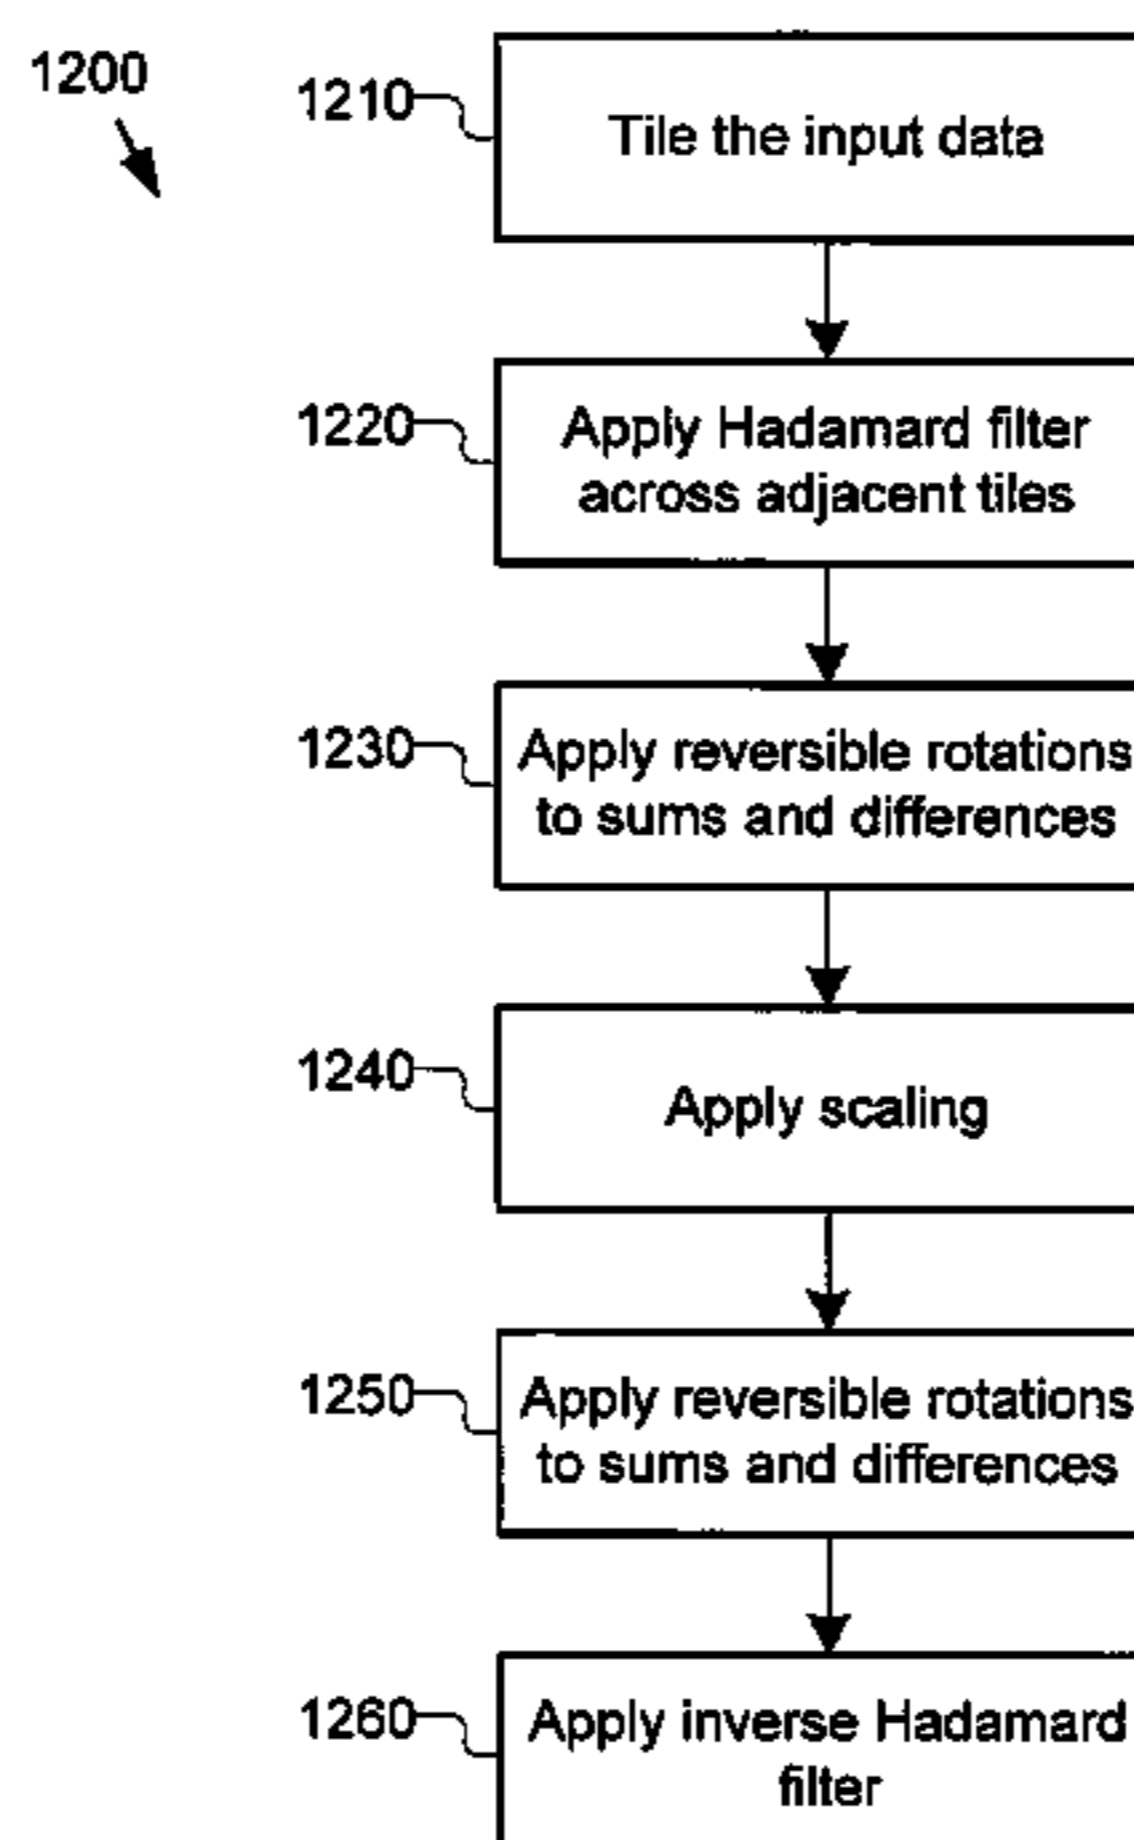 1200
1210
Tile the input data
1220
Apply Hadamard filter
across adjacent tiles
1230
Apply reversible rotations
to sums and differences
1240
Apply scaling
1250
Apply reversible rotations
to sums and differences
1260
Apply inverse Hadamard
filter